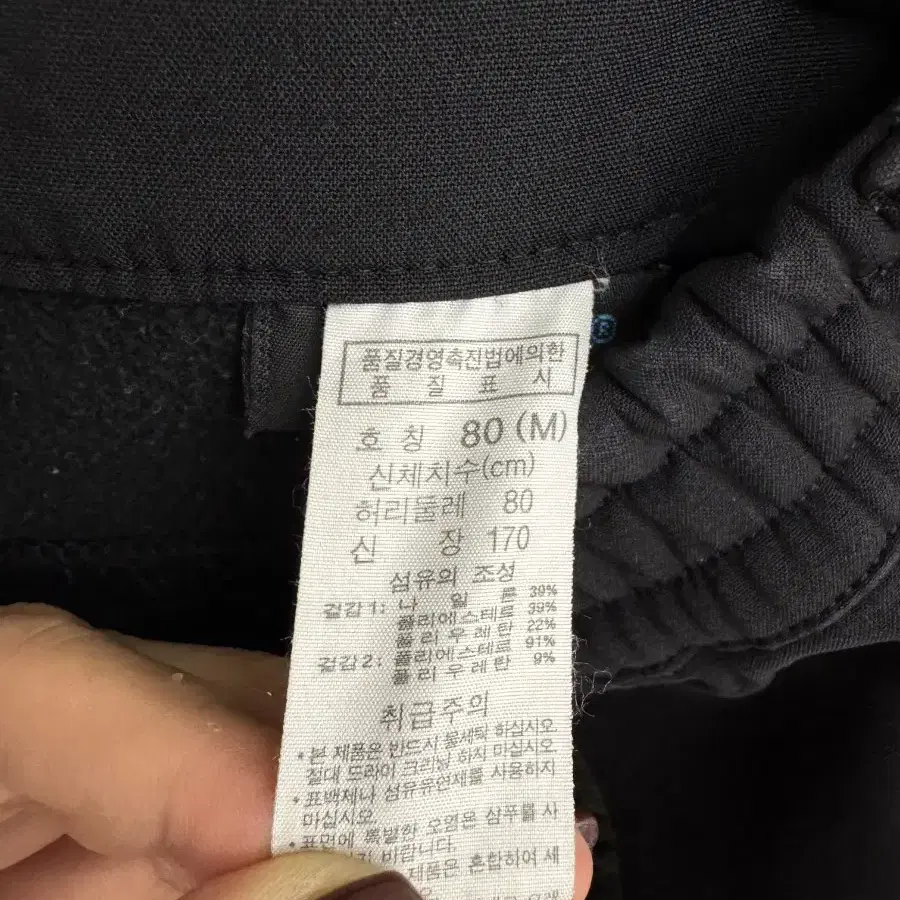 품질경영촉진법에의한
품 질 표 시
호 칭 80 (M)
신체치수(cm)
허리둘레 80
신 장 170
섬유의 조성
겉감1: 나 일 론 39%
폴리에스테르 39%
폴리우레탄 22%
겉감2: 폴리에스테르 91%
폴리우레탄 9%
취급주의
*본 제품은 반드시 물세탁 하십시오.
절대 드라이 크리닝 하지 마십시오
*표백제나 섬유유연제를 사용하지
마십시요.
*표면에 특별한 오염은 샴푸를 사
바랍니다.
제품은 혼합하여 세
®